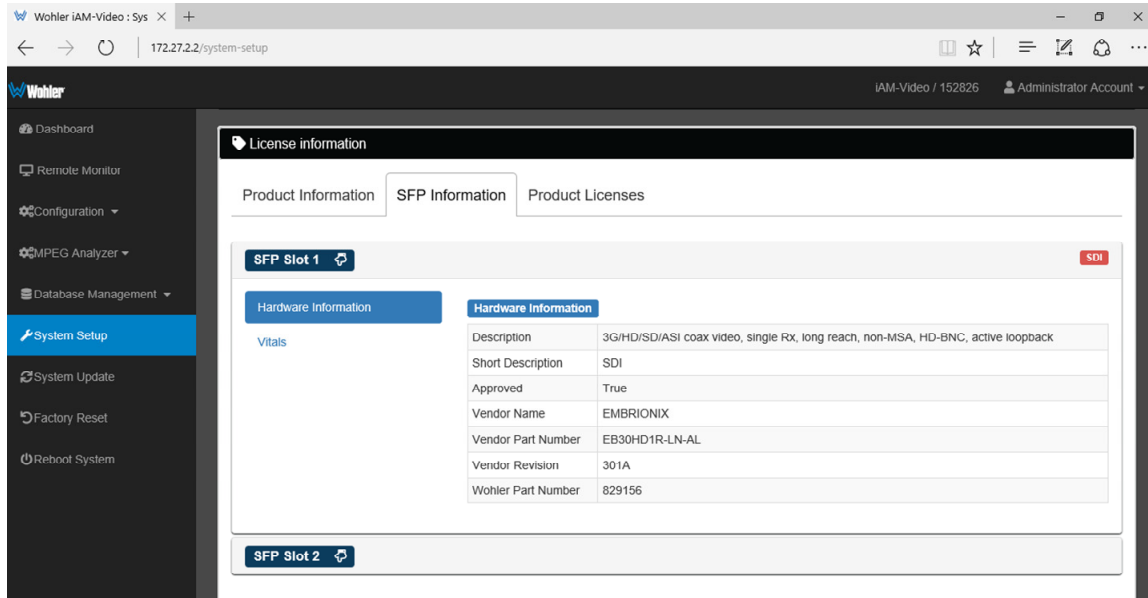 Wohler iAM-Video : Sys
172.27.2.2/system-setup
Wohler
iAM-Video / 152826 Administrator Account
Dashboard
Remote Monitor
Configuration
MPEG Analyzer
Database Management
System Setup
System Update
Factory Reset
Reboot System
License information
Product Information SFP Information Product Licenses
SFP Slot 1 SDI
Hardware Information
Vitals
Hardware Information
Description 3G/HD/SD/ASI coax video, single Rx, long reach, non-MSA, HD-BNC, active loopback
Short Description SDI
Approved True
Vendor Name EMBRIONIX
Vendor Part Number EB30HD1R-LN-AL
Vendor Revision 301A
Wohler Part Number 829156
SFP Slot 2